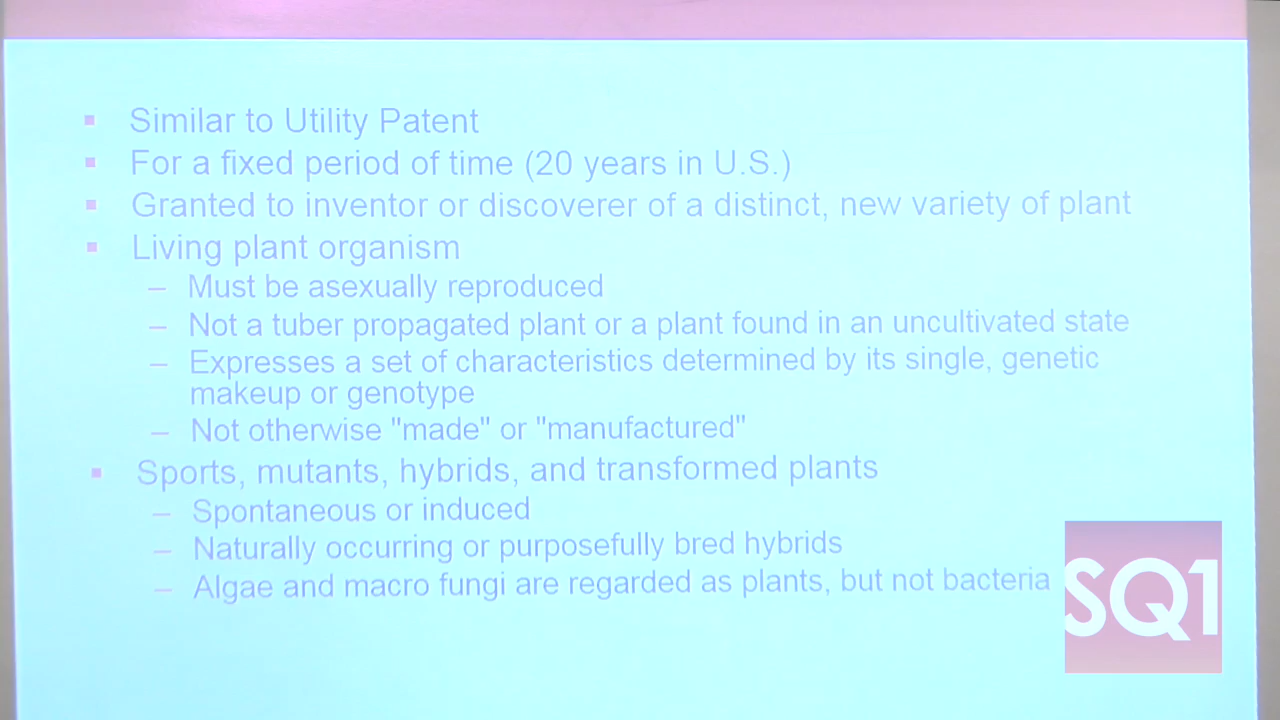 ▪ Similar to Utility Patent
▪ For a fixed period of time (20 years in U.S.)
▪ Granted to inventor or discoverer of a distinct, new variety of plant
▪ Living plant organism
– Must be asexually reproduced
– Not a tuber propagated plant or a plant found in an uncultivated state
– Expresses a set of characteristics determined by its single, genetic
makeup or genotype
– Not otherwise "made" or "manufactured"
▪ Sports, mutants, hybrids, and transformed plants
– Spontaneous or induced
– Naturally occurring or purposefully bred hybrids
– Algae and macro fungi are regarded as plants, but not bacteria
SQ1